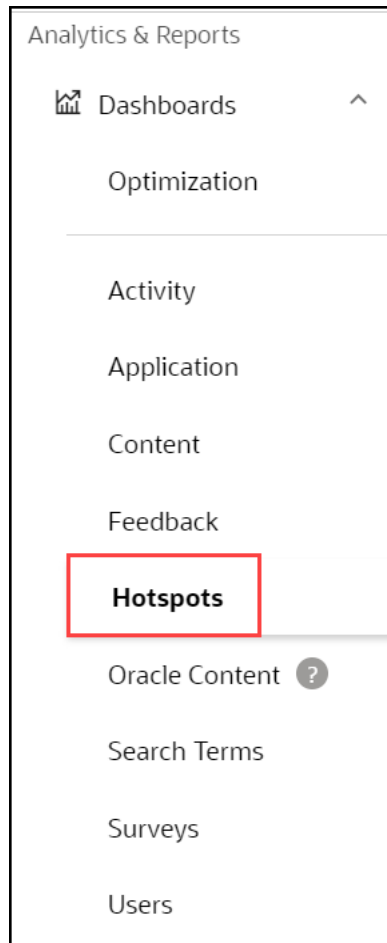 Analytics & Reports
Dashboards
Optimization
Activity
Application
Content
Feedback
Hotspots
Oracle Content ?
Search Terms
Surveys
Users